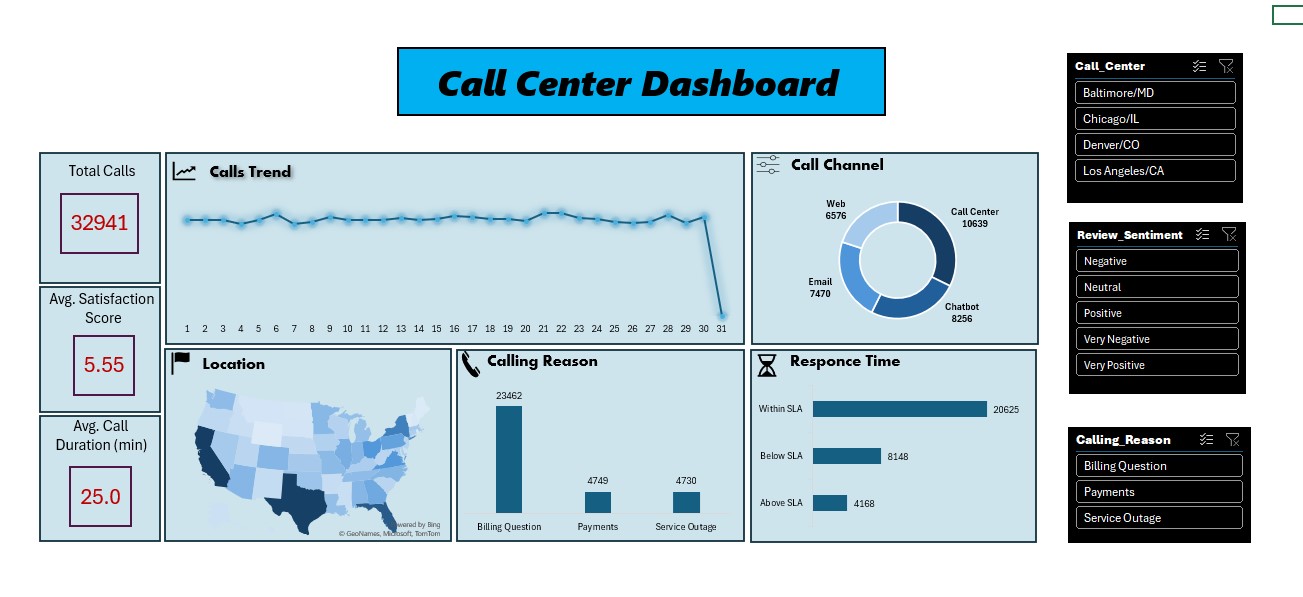 Call Center Dashboard
Total Calls
32941
Avg. Satisfaction
Score
5.55
Avg. Call
Duration (min)
25.0
Calls Trend
1 2 3 4 5 6 7 8 9 10 11 12 13 14 15 16 17 18 19 20 21 22 23 24 25 26 27 28 29 30 31
Call Channel
Web
6576
Call Center
10639
Email
7470
Chatbot
8256
Location
owered by Bing
© GeoNames, Microsoft, TomTom
Calling Reason
23462
4749
4730
Billing Question
Payments
Service Outage
Responce Time
Within SLA
20625
Below SLA
8148
Above SLA
4168
Call_Center
Baltimore/MD
Chicago/IL
Denver/CO
Los Angeles/CA
Review_Sentiment
Negative
Neutral
Positive
Very Negative
Very Positive
Calling_Reason
Billing Question
Payments
Service Outage